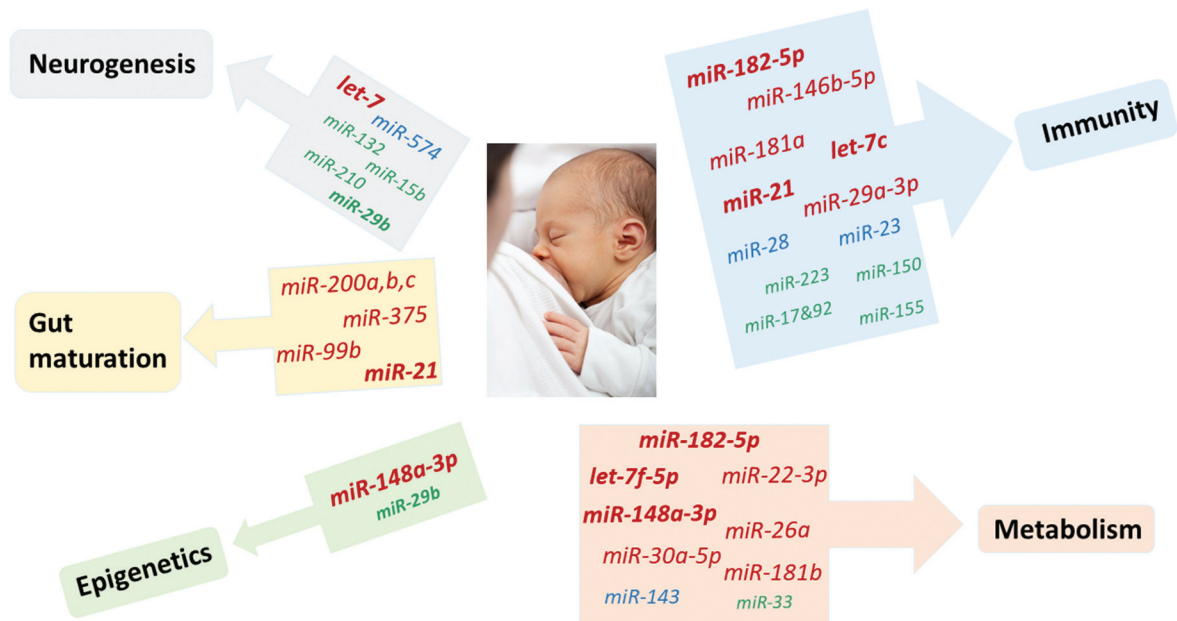 Neurogenesis
let-7
miR-574
miR-132
miR-15b
miR-210
miR-29b
Gut
maturation
miR-200a,b,c
miR-375
miR-99b
miR-21
Epigenetics
miR-148a-3p
miR-29b
miR-182-5p
miR-146b-5p
miR-181a
let-7c
miR-21
miR-29a-3p
miR-28
miR-23
miR-223
miR-150
miR-17&92
miR-155
Immunity
miR-182-5p
let-7f-5p
miR-22-3p
miR-148a-3p
miR-26a
miR-30a-5p
miR-181b
miR-143
miR-33
Metabolism